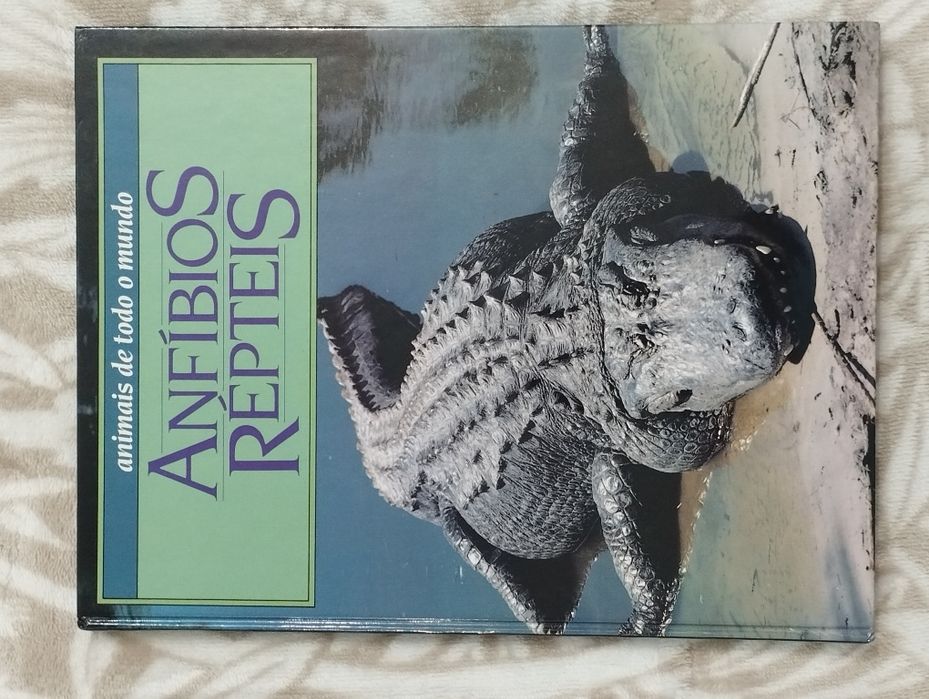 animais de todo o mundo
ANFÍBIOS
RÉPTEIS